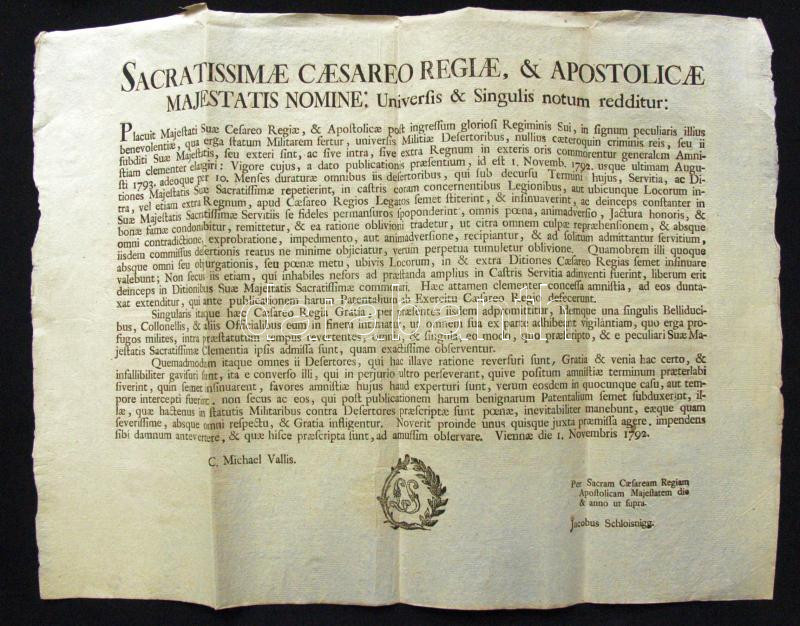 SACRATISSIMÆ CÆSAREO REGIÆ, & APOSTOLICÆ
MAJESTATIS NOMINE: Universis & Singulis notum redditur:
Placuit Majestati Suæ Cesareo Regiæ, & Apostolicæ post ingressum gloriosi Regiminis Sui, in signum peculiaris illius
benevolentiæ, qua erga statum Militarem fertur, universis Militiæ Desertoribus, nullius cæteroquin criminis reis, seu ii
subditi Suæ Majestatis, seu exteri sint, ac sive intra, sive extra Regnum in exteris oris commorentur generalem Amni-
stiam clementer elargiri: Vigore cujus, a dato publicationis præsentium, id est 1. Novemb. 1792. usque ultimam Augu-
sti 1793. adeoque per 10. Menses duraturæ omnibus iis desertoribus, qui sub decursu Termini hujus, Servitia, ac Di-
tiones Majestatis Suæ Sacratissimæ repetierint, in castris coram concernentibus Legionibus, aut ubicunque Locorum in-
tra, vel etiam extra Regnum, apud Cæsareo Regios Legatos semet stiterint, & insinuaverint, ac deinceps constanter in
Suæ Majestatis Sacratissimæ Servitiis se fideles permansuros spoponderint, omnis pœna, animadversio, Jactura honoris, &
bonæ famæ condonabitur, remittetur, & ea ratione oblivioni tradetur, ut citra omnem culpæ repræhensionem, & absque
omni contradictione, exprobratione, impedimento, aut animadversione, recipiantur, & ad solitum admittantur servitium,
iisdem commissus desertionis reatus ne minime objiciatur, verum perpetua tumuletur oblivione. Quamobrem illi quoque
absque omni seu objurgationis, seu pœnæ metu, ubivis Locorum, in & extra Ditiones Cæsareo Regias semet insinuare
valebunt; Non secus iis etiam, qui inhabiles nefors ad præstanda amplius in Castris Servitia adinventi fuerint, liberum erit
deinceps in Ditionibus Suæ Majestatis Sacratissimæ commorari. Hæc attamen clementer concessa amnistia, ad eos dunta-
xat extenditur, qui ante publicationem harum Patentalium ab Exercitu Cæsareo Regio defecerunt.
Singularis itaque hæc Cæsareo Regia Gratia, per præsentes iisdem appromittitur, Idemque una singulis Belliduci-
bus, Collonellis, & aliis Officialibus eum in finem intimatur, ut omnem sua ex parte adhibeant vigilantiam, quo erga pro-
fugos milites, intra præstatutum tempus revertentes, omnia & singula, eo modo, quo præscripto, & e peculiari Suæ Ma-
jestatis Sacratissimæ Clementia ipsis admissa sunt, quam exactissime observentur.
Quemadmodum itaque omnes ii Desertores, qui hac illave ratione reversuri sunt, Gratia & venia hac certo, &
infallibiliter gavisuri sunt, ita e converso illi, qui in perjurio ultro perseverant, quive positum amnistiæ terminum præterlabi
siverint, quin semet insinuarent, favores amnistiæ hujus haud experturi sunt, verum eosdem in quocunque casu, aut tem-
pore intercepti fuerint, non secus ac eos, qui post publicationem harum benignarum Patentalium semet subduxerint, il-
læ, quæ hactenus in statutis Militaribus contra Desertores præscriptæ sunt pœnæ, inevitabiliter manebunt, eæque quam
severissime, absque omni respectu, & Gratia infligentur. Noverit proinde unus quisque juxta præmissa agere, impendens
sibi damnum antevertere, & quæ hisce præscripta sunt, ad amussim observare. Viennæ die 1. Novembris 1792.
C. Michael Vallis.
LS
Per Sacram Cæsaream Regiam
Apostolicam Majestatem die
& anno ut supra.
Jacobus Schloisnigg.